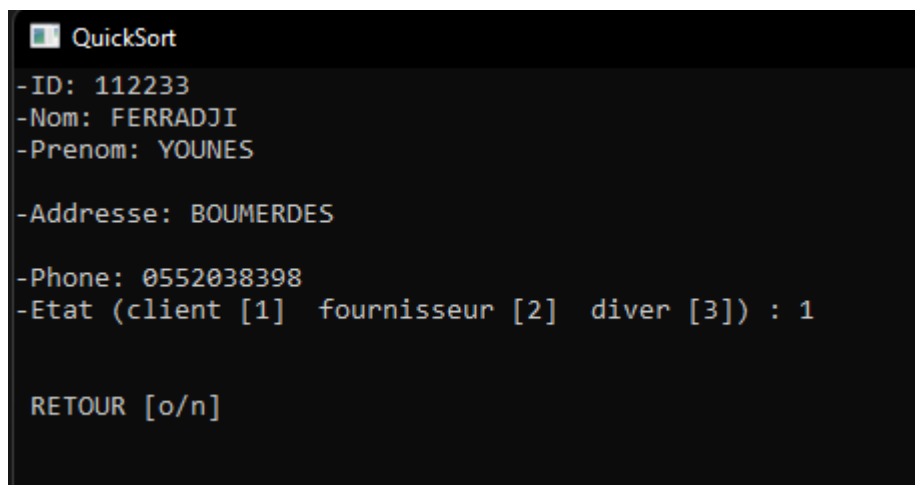 QuickSort
-ID: 112233
-Nom: FERRADJI
-Prenom: YOUNES
-Addresse: BOUMERDES
-Phone: 0552038398
-Etat (client [1]  fournisseur [2]  diver [3]) : 1
RETOUR [o/n]